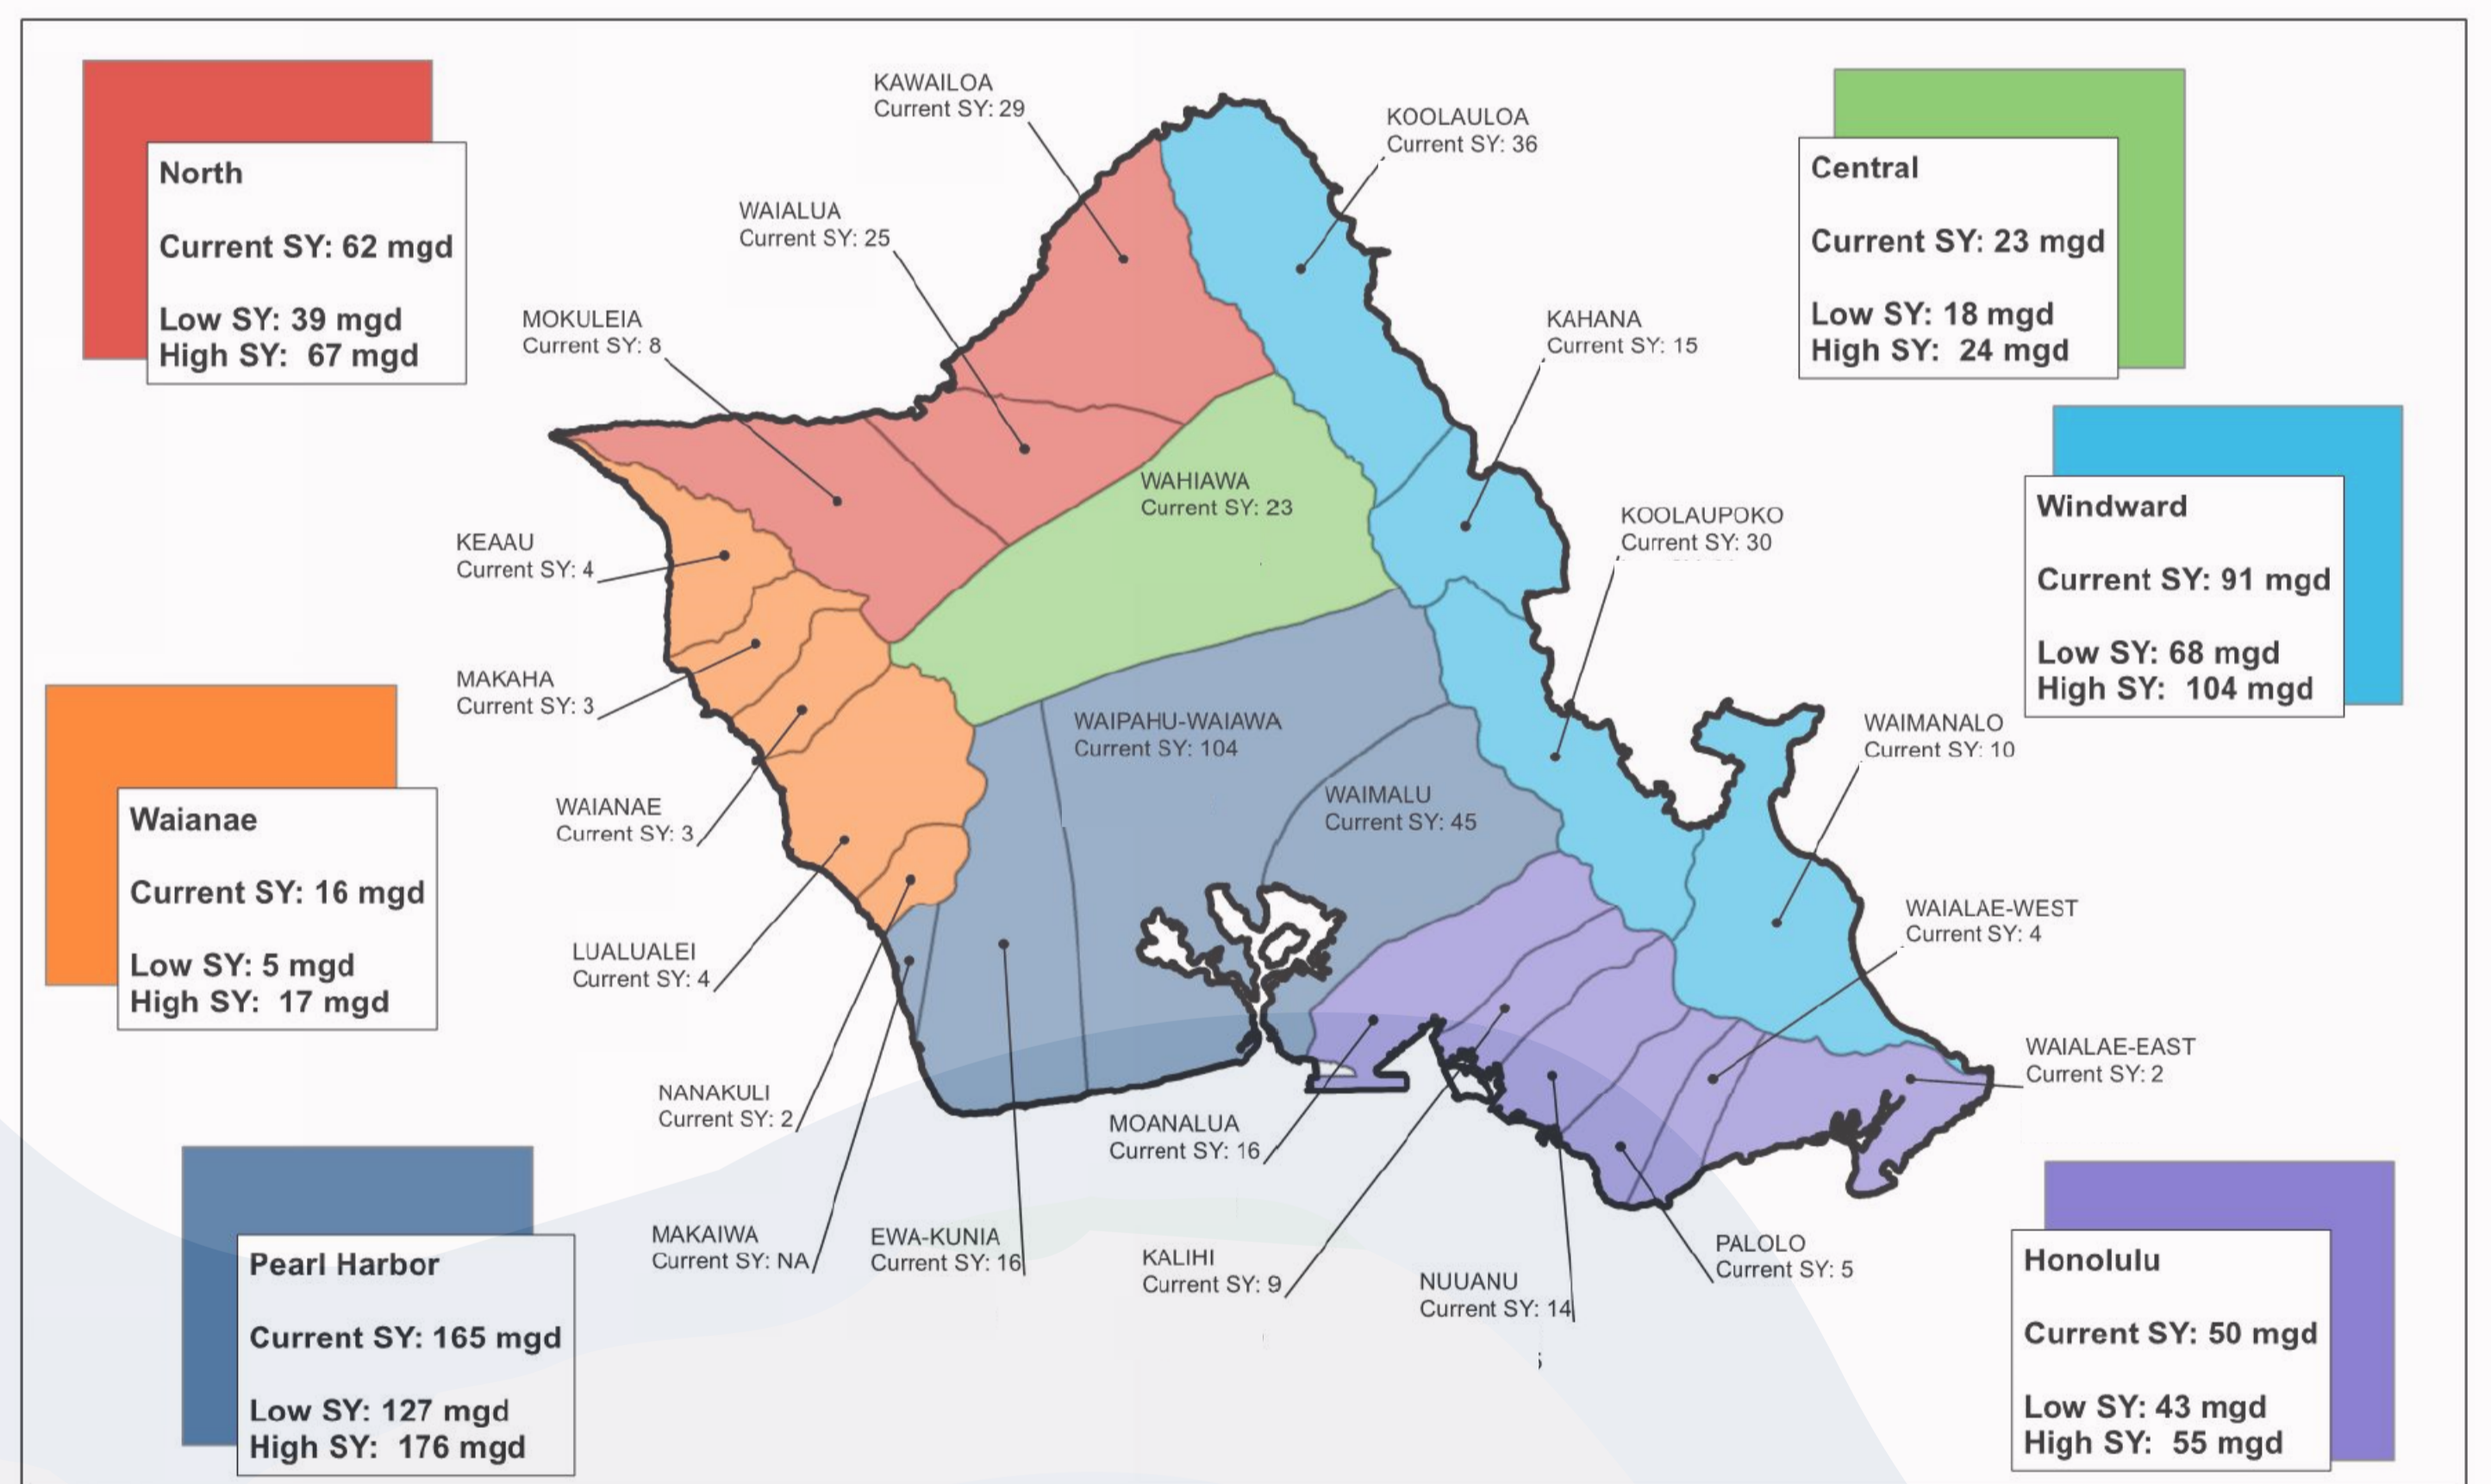 North
Current SY: 62 mgd
Low SY: 39 mgd
High SY: 67 mgd
KAWAILOA
Current SY: 29
KOOLAULOA
Current SY: 36
Central
Current SY: 23 mgd
Low SY: 18 mgd
High SY: 24 mgd
WAIALUA
Current SY: 25
MOKULEIA
Current SY: 8
KAHANA
Current SY: 15
WAHIAWA
Current SY: 23
KOOLAUPOKO
Current SY: 30
Windward
Current SY: 91 mgd
Low SY: 68 mgd
High SY: 104 mgd
KEAAU
Current SY: 4
MAKAHA
Current SY: 3
WAIPAHU-WAIAWA
Current SY: 104
WAIMANALO
Current SY: 10
WAIMALU
Current SY: 45
WAIANAE
Current SY: 3
Waianae
Current SY: 16 mgd
Low SY: 5 mgd
High SY: 17 mgd
LUALUALEI
Current SY: 4
WAIALAE-WEST
Current SY: 4
WAIALAE-EAST
Current SY: 2
NANAKULI
Current SY: 2
MOANALUA
Current SY: 16
MAKAIWA
Current SY: NA
EWA-KUNIA
Current SY: 16
KALIHI
Current SY: 9
NUUANU
Current SY: 14
PALOLO
Current SY: 5
Pearl Harbor
Current SY: 165 mgd
Low SY: 127 mgd
High SY: 176 mgd
Honolulu
Current SY: 50 mgd
Low SY: 43 mgd
High SY: 55 mgd